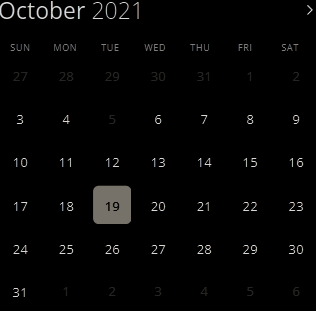 October 2021
SUN MON TUE WED THU FRI SAT
27 28 29 30 31 1 2
3 4 5 6 7 8 9
10 11 12 13 14 15 16
17 18 19 20 21 22 23
24 25 26 27 28 29 30
31 1 2 3 4 5 6